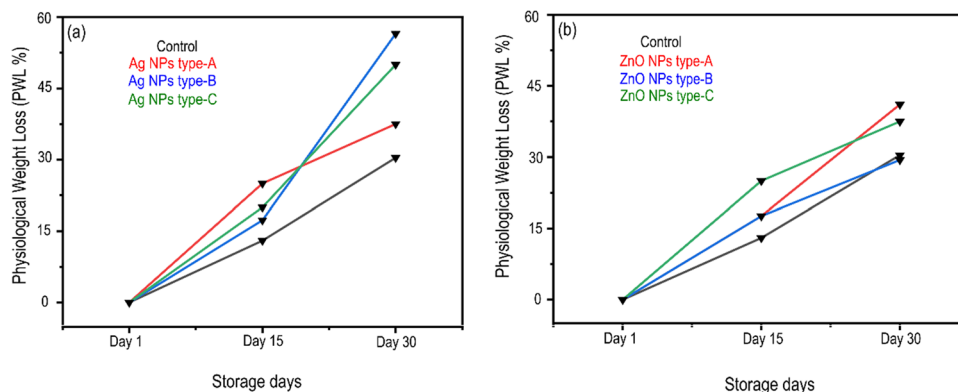 (a)
Control
Ag NPs type-A
Ag NPs type-B
Ag NPs type-C
Physiological Weight Loss (PWL %)
60
45
30
15
0
Day 1
Day 15
Day 30
Storage days
(b)
Control
ZnO NPs type-A
ZnO NPs type-B
ZnO NPs type-C
Physiological Weight Loss (PWL %)
60
45
30
15
0
Day 1
Day 15
Day 30
Storage days